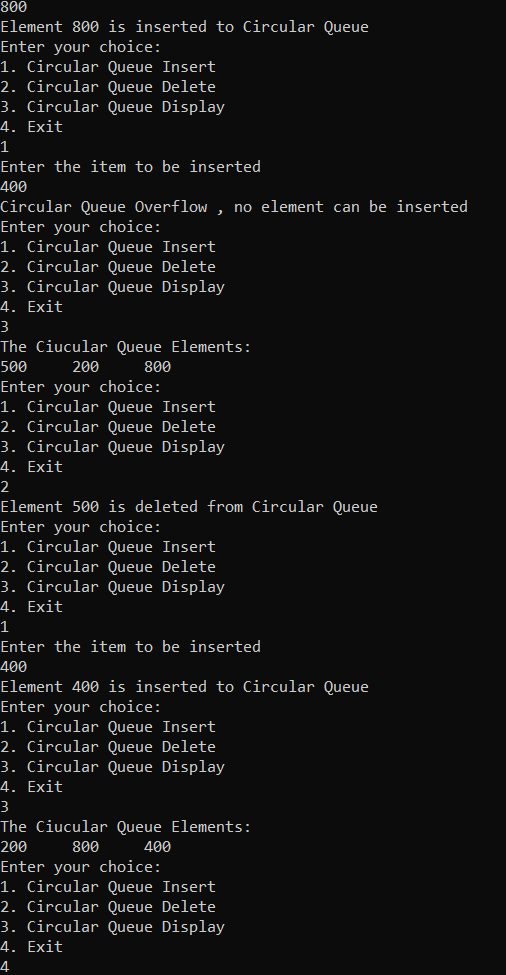 800
Element 800 is inserted to Circular Queue
Enter your choice:
1. Circular Queue Insert
2. Circular Queue Delete
3. Circular Queue Display
4. Exit
1
Enter the item to be inserted
400
Circular Queue Overflow , no element can be inserted
Enter your choice:
1. Circular Queue Insert
2. Circular Queue Delete
3. Circular Queue Display
4. Exit
3
The Ciucular Queue Elements:
500     200     800
Enter your choice:
1. Circular Queue Insert
2. Circular Queue Delete
3. Circular Queue Display
4. Exit
2
Element 500 is deleted from Circular Queue
Enter your choice:
1. Circular Queue Insert
2. Circular Queue Delete
3. Circular Queue Display
4. Exit
1
Enter the item to be inserted
400
Element 400 is inserted to Circular Queue
Enter your choice:
1. Circular Queue Insert
2. Circular Queue Delete
3. Circular Queue Display
4. Exit
3
The Ciucular Queue Elements:
200     800     400
Enter your choice:
1. Circular Queue Insert
2. Circular Queue Delete
3. Circular Queue Display
4. Exit
4